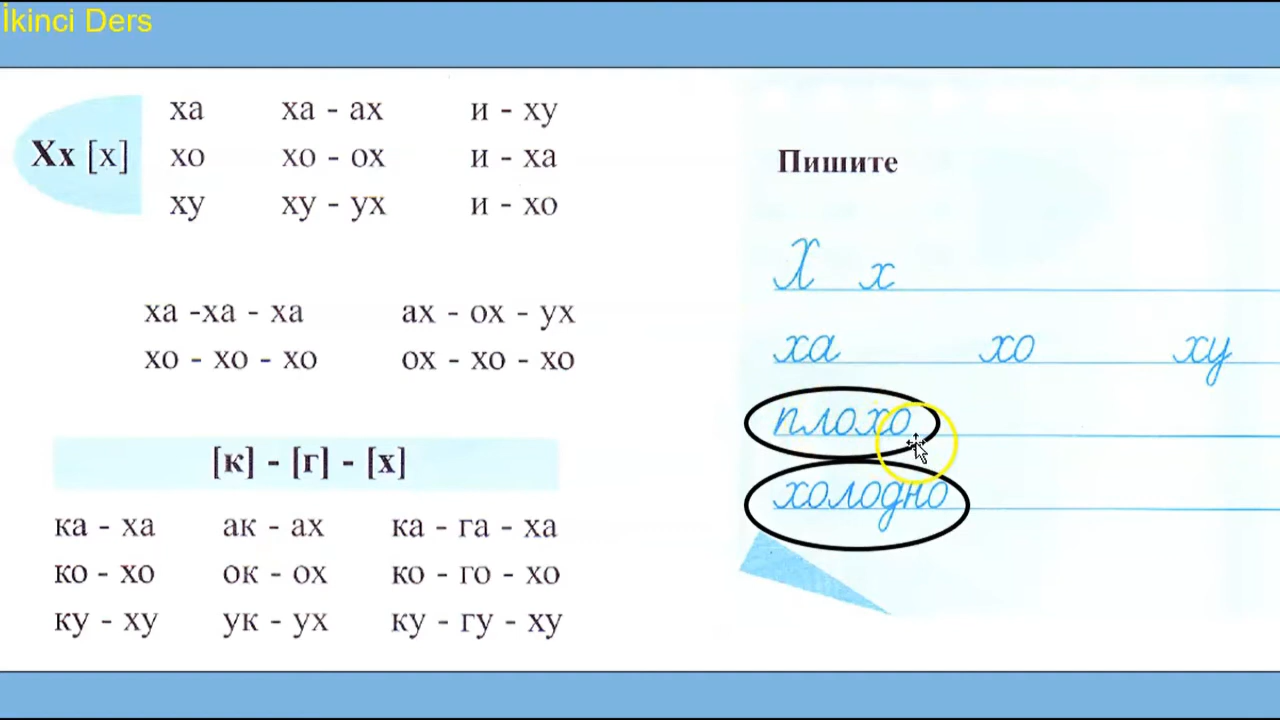 İkinci Ders
Хх [х]
ха ха - ах и - ху
хо хо - ох и - ха
ху ху - ух и - хо
ха -ха - ха ах - ох - ух
хо - хо - хо ох - хо - хо
[к] - [г] - [х]
ка - ха ак - ах ка - га - ха
ко - хо ок - ох ко - го - хо
ку - ху ук - ух ку - гу - ху
Пишите
Х х
ха хо ху
плохо
холодно